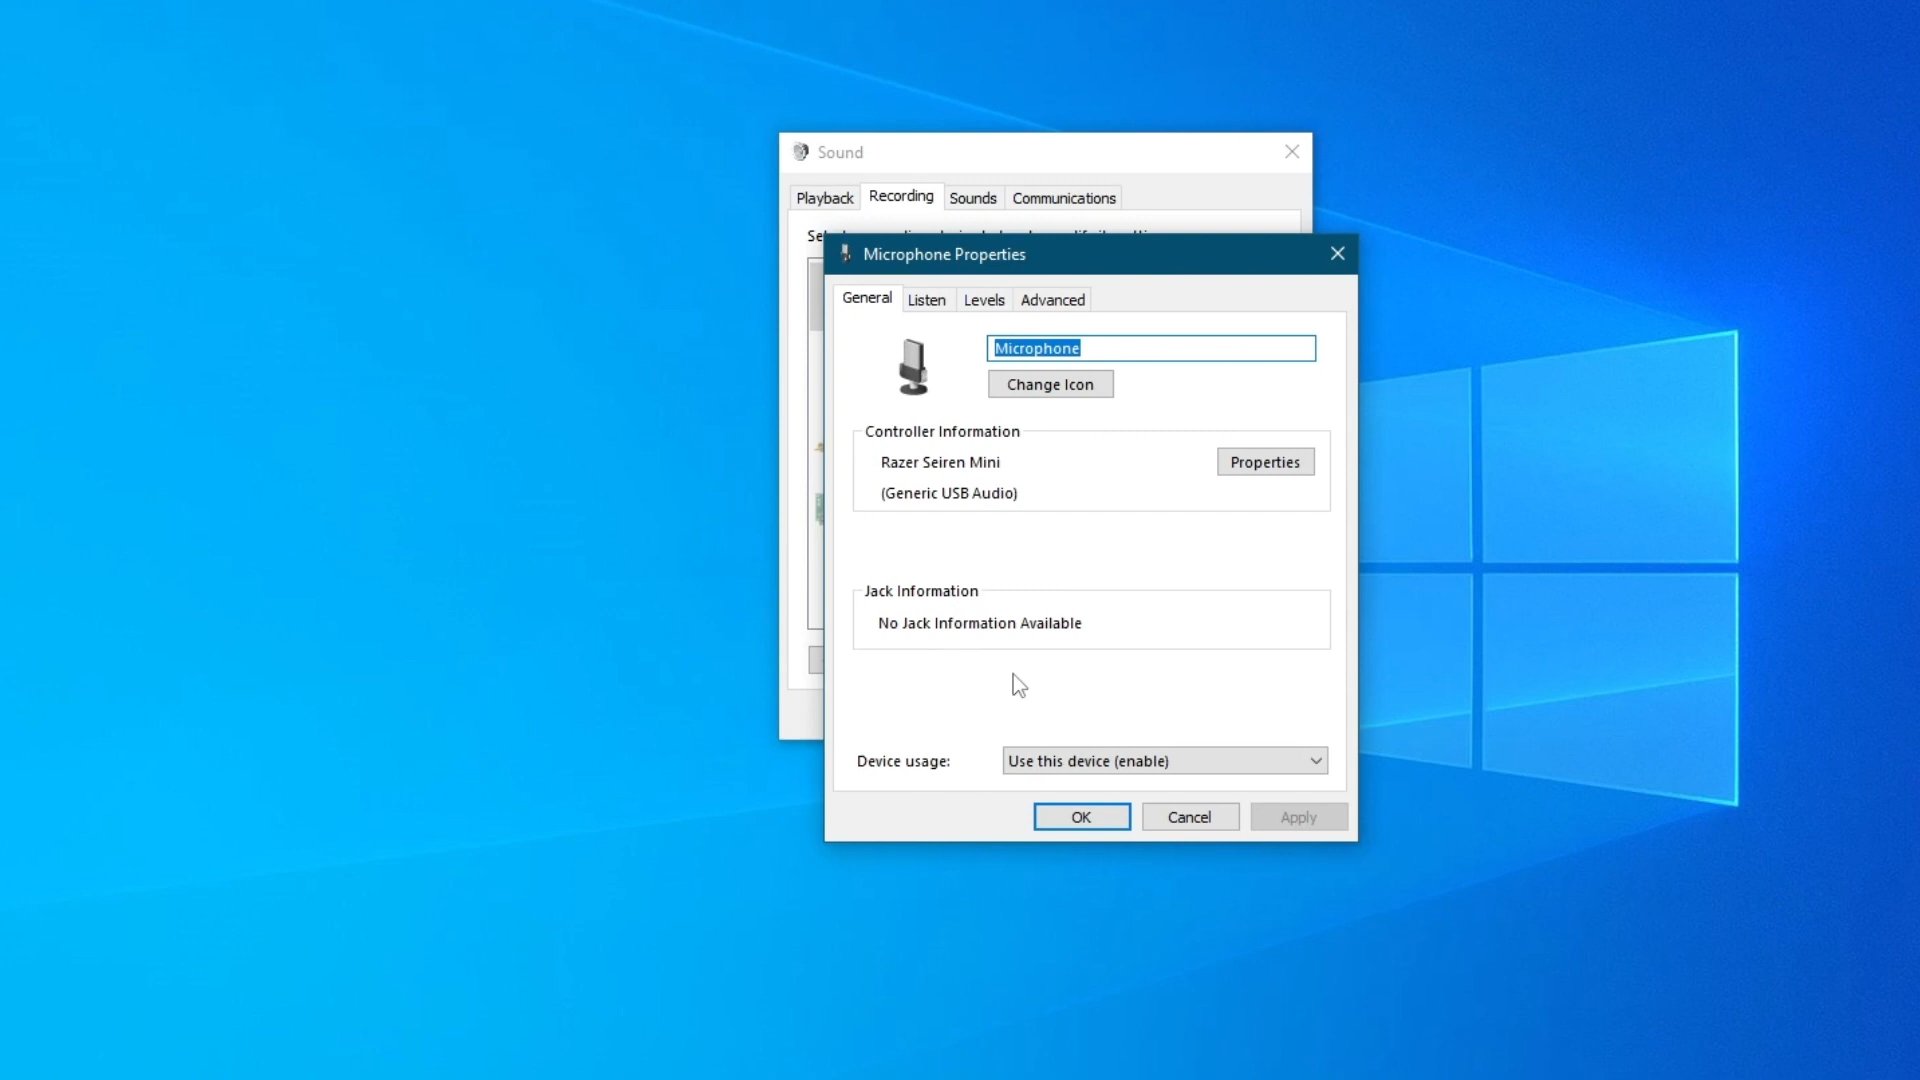 Sound
Playback Recording Sounds Communications
Microphone Properties
General Listen Levels Advanced
Microphone
Change Icon
Controller Information
Razer Seiren Mini
Properties
(Generic USB Audio)
Jack Information
No Jack Information Available
Device usage:
Use this device (enable)
OK Cancel Apply